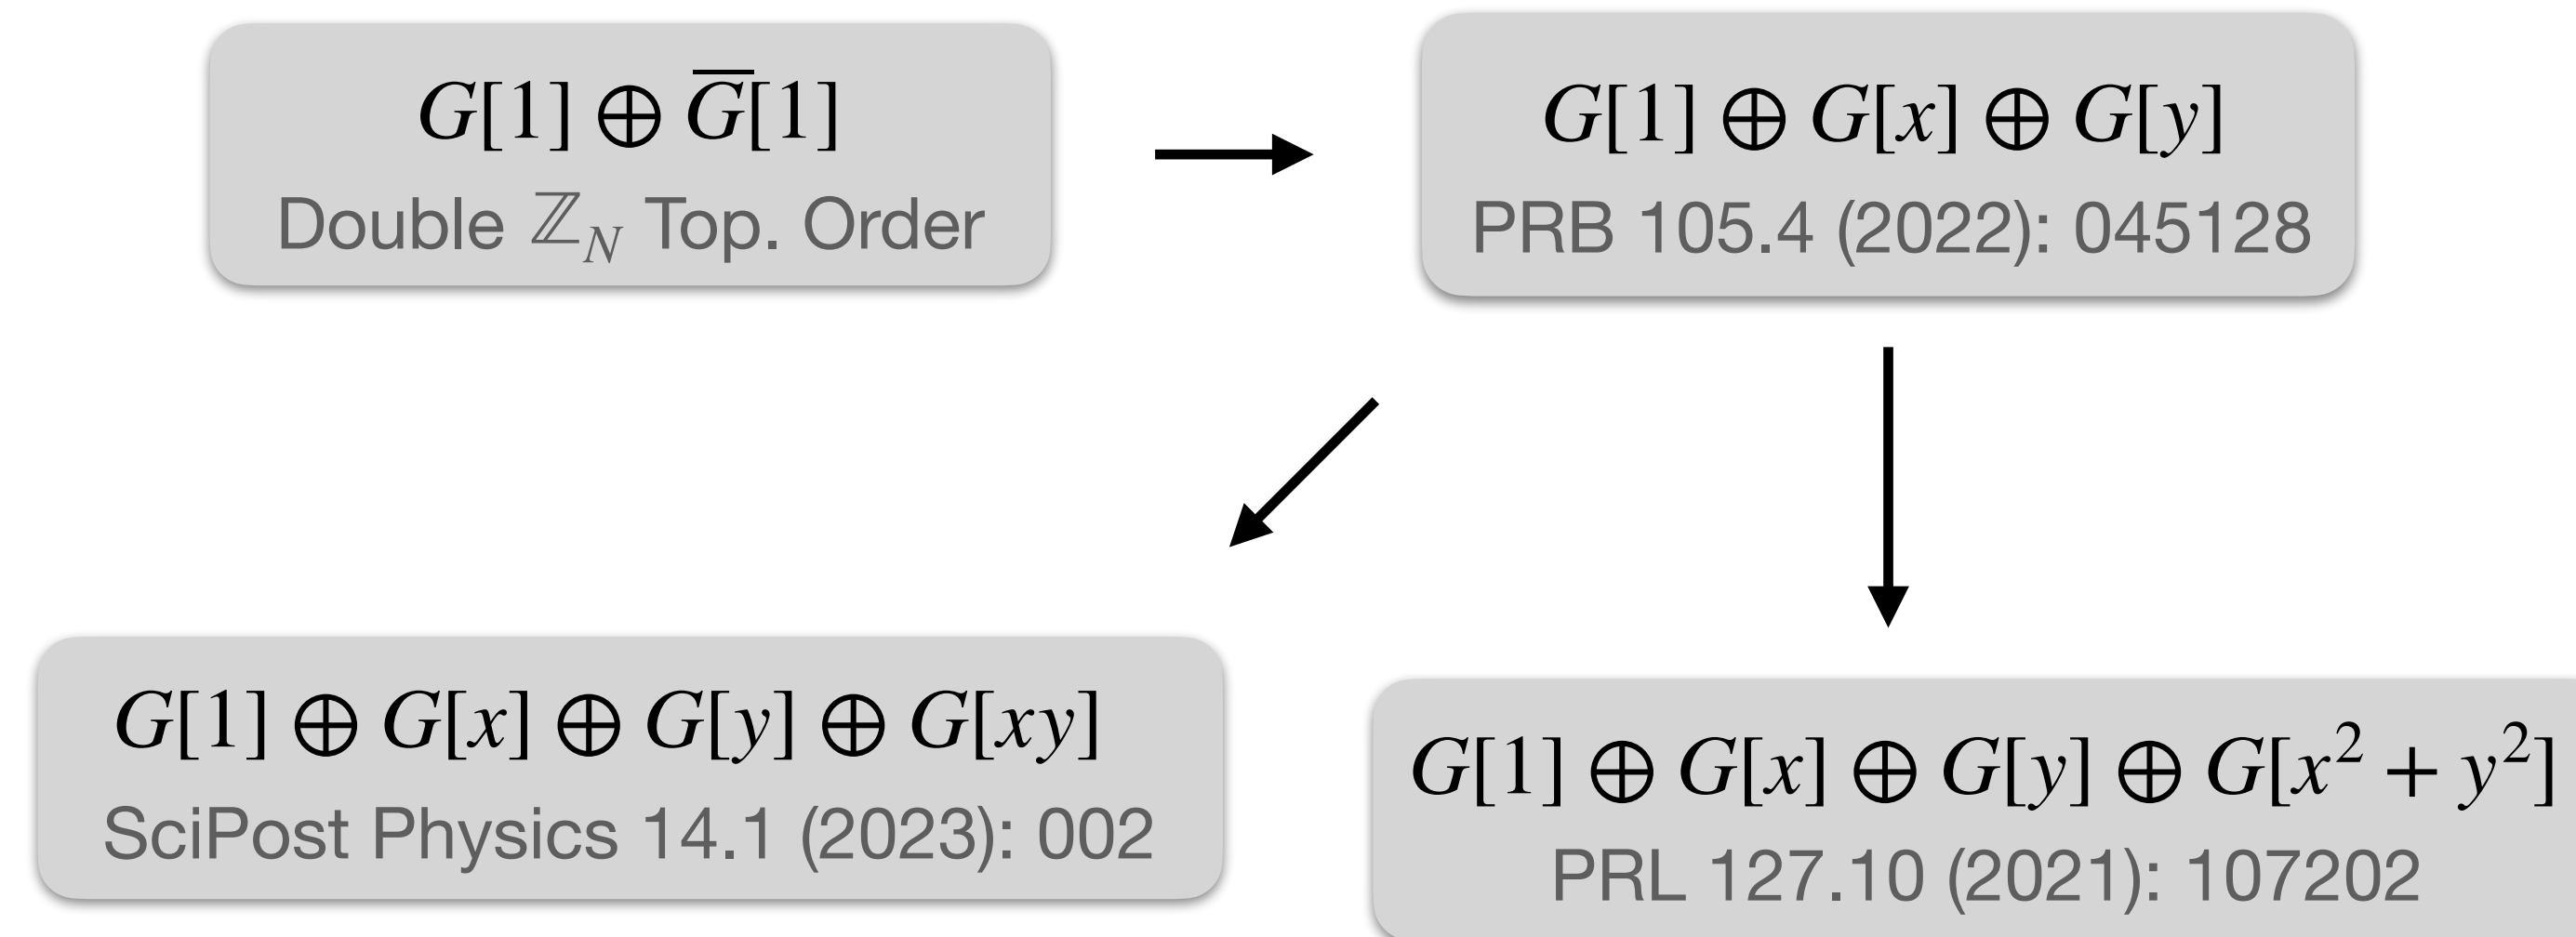 G[1] ⊕ G̅[1]
Double ℤ_N Top. Order
G[1] ⊕ G[x] ⊕ G[y]
PRB 105.4 (2022): 045128
G[1] ⊕ G[x] ⊕ G[y] ⊕ G[xy]
SciPost Physics 14.1 (2023): 002
G[1] ⊕ G[x] ⊕ G[y] ⊕ G[x² + y²]
PRL 127.10 (2021): 107202